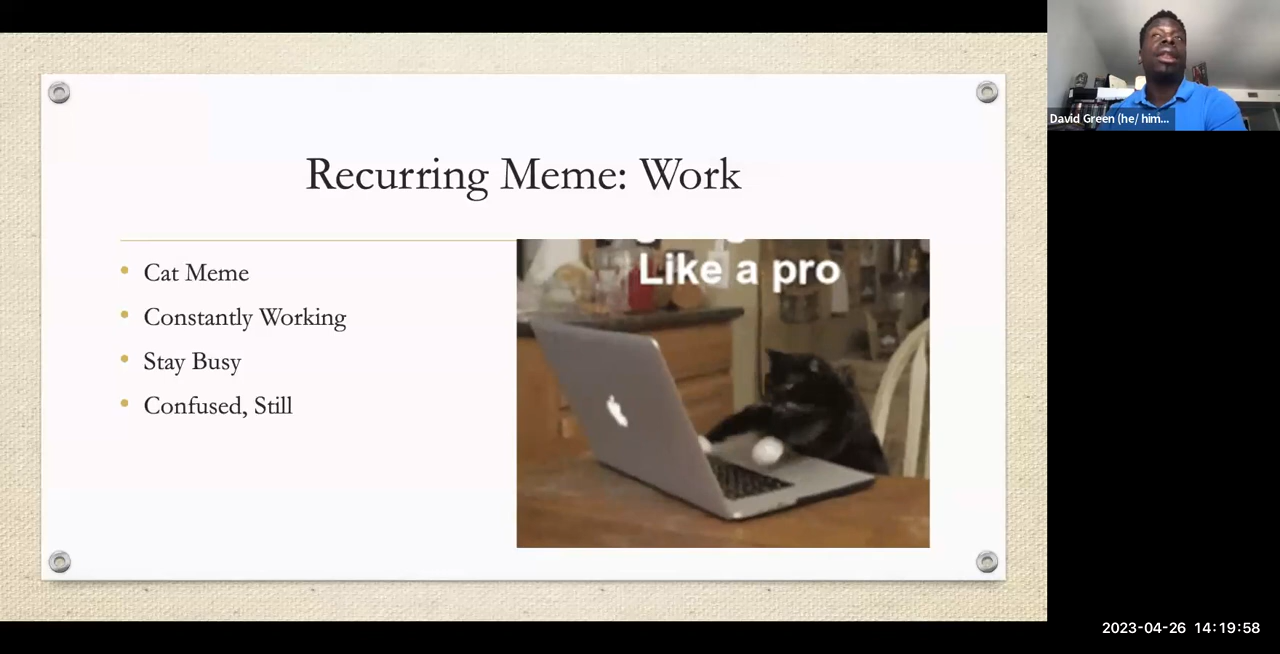 Recurring Meme: Work
Cat Meme
Constantly Working
Stay Busy
Confused, Still
Like a pro
David Green (he/ him...
2023-04-26 14:19:58